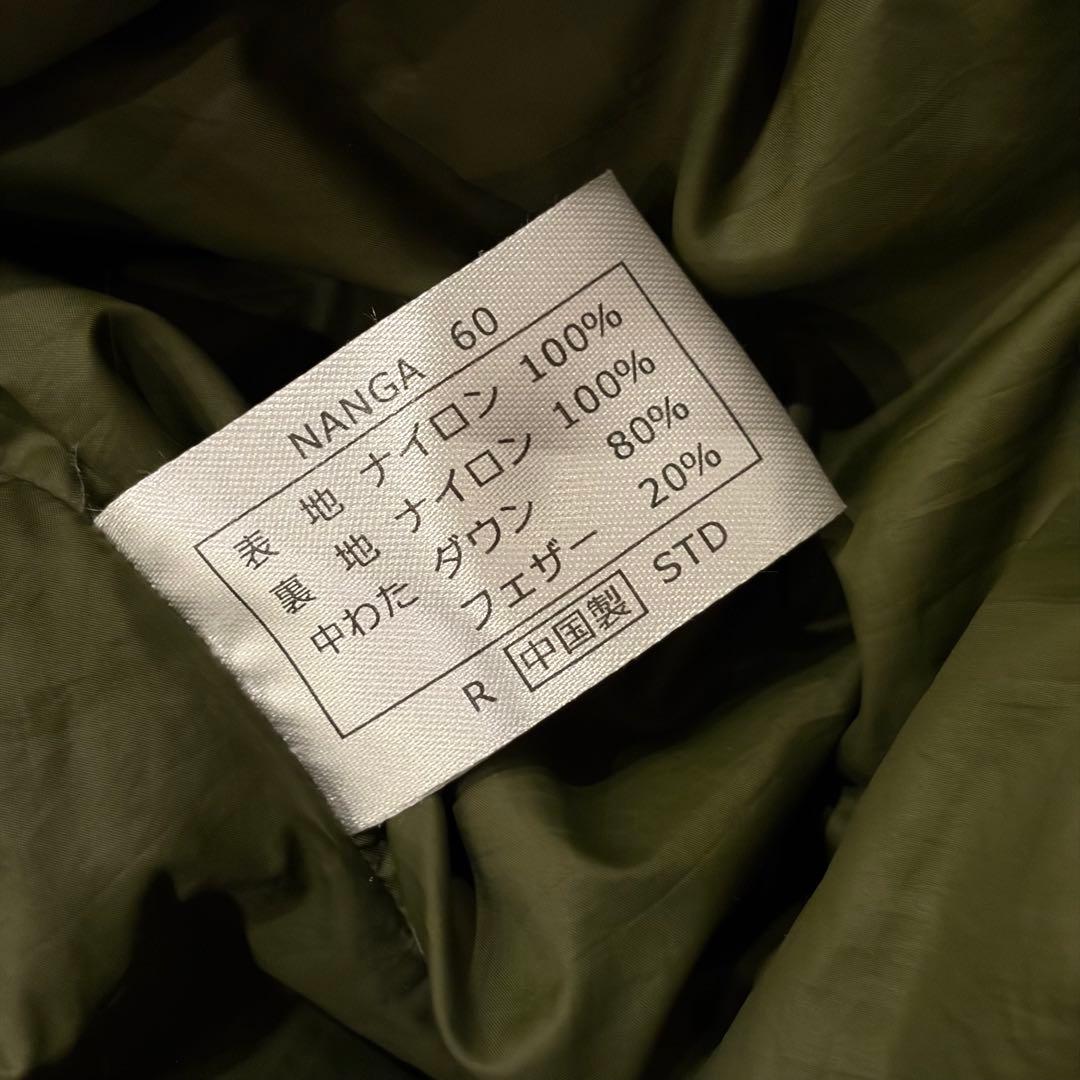 NANGA 60
表 地 ナイロン 100%
裏 地 ナイロン 100%
中わた ダウン 80%
フェザー 20%
R 中国製 STD